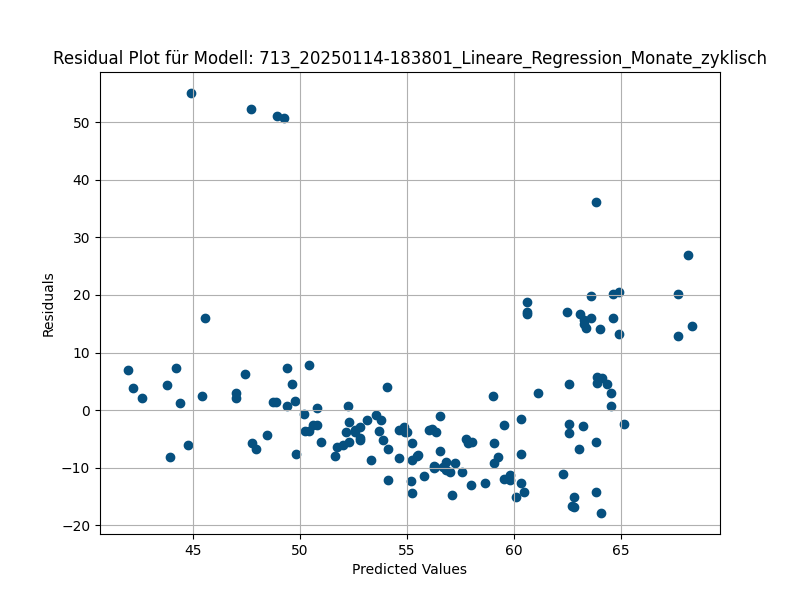 Residual Plot für Modell: 713_20250114-183801_Lineare_Regression_Monate_zyklisch
50
40
30
20
10
0
−10
−20
Residuals
45 50 55 60 65
Predicted Values